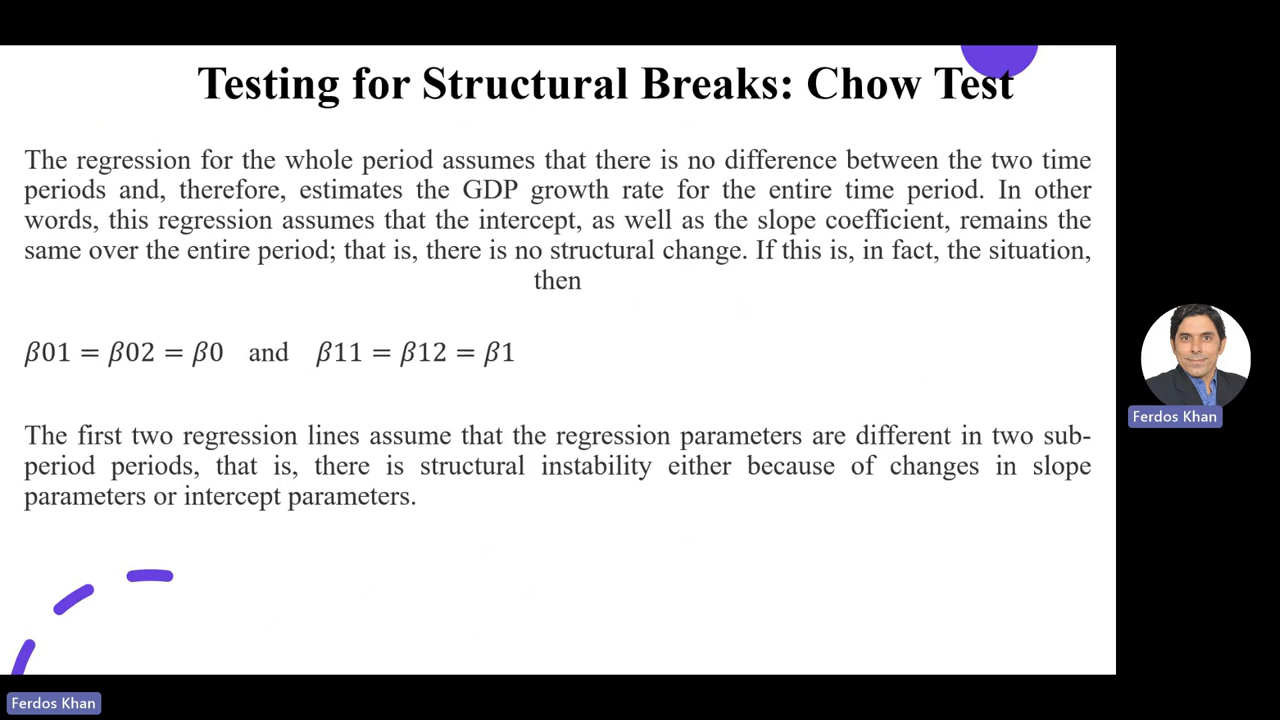 Testing for Structural Breaks: Chow Test
The regression for the whole period assumes that there is no difference between the two time
periods and, therefore, estimates the GDP growth rate for the entire time period. In other
words, this regression assumes that the intercept, as well as the slope coefficient, remains the
same over the entire period; that is, there is no structural change. If this is, in fact, the situation,
then
𝛽01 = 𝛽02 = 𝛽0 and 𝛽11 = 𝛽12 = 𝛽1
The first two regression lines assume that the regression parameters are different in two sub-
period periods, that is, there is structural instability either because of changes in slope
parameters or intercept parameters.
Ferdos Khan
Ferdos Khan